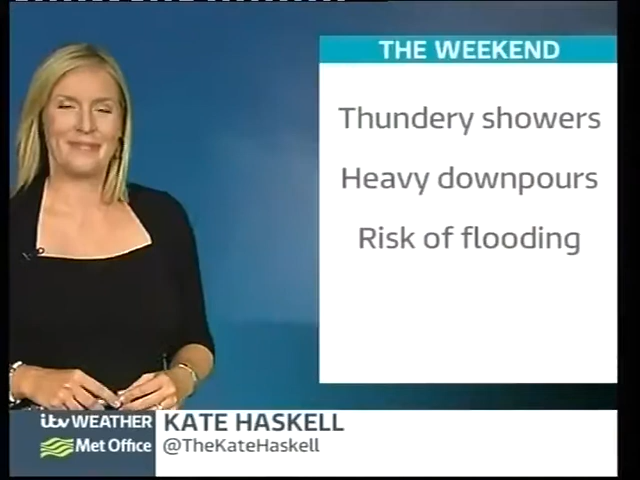 THE WEEKEND
Thundery showers
Heavy downpours
Risk of flooding
itv WEATHER
Met Office
KATE HASKELL
@TheKateHaskell